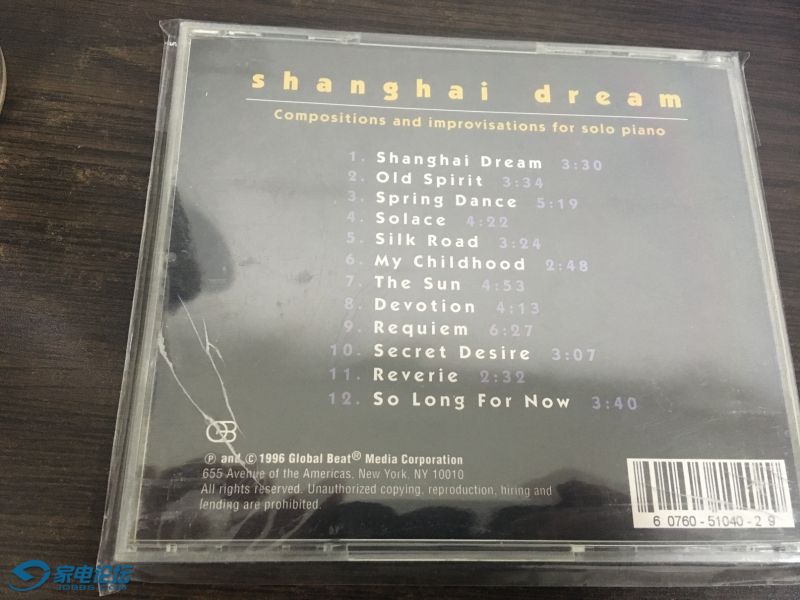 shanghai dream
Compositions and improvisations for solo piano
1. Shanghai Dream 3:30
2. Old Spirit 3:34
3. Spring Dance 5:19
4. Solace 4:22
5. Silk Road 3:24
6. My Childhood 2:48
7. The Sun 4:53
8. Devotion 4:13
9. Requiem 6:27
10. Secret Desire 3:07
11. Reverie 2:32
12. So Long For Now 3:40
GB
℗ and © 1996 Global Beat® Media Corporation
655 Avenue of the Americas, New York, NY 10010
All rights reserved. Unauthorized copying, reproduction, hiring and
lending are prohibited.
6 0760-51040-2 9
家电论坛
JDBBS.COM